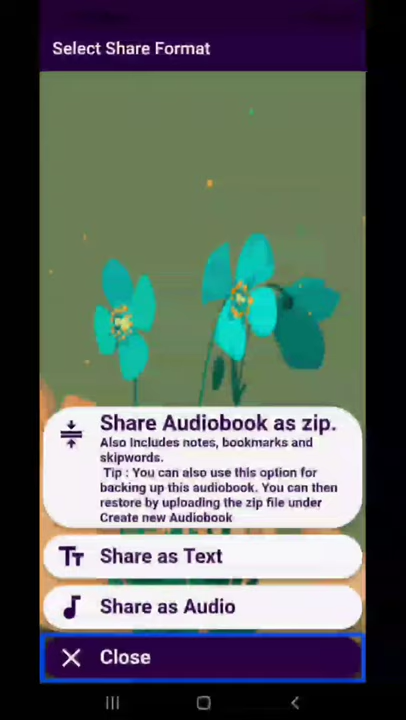 Select Share Format
Share Audiobook as zip.
Also Includes notes, bookmarks and
skipwords.
Tip : You can also use this option for
backing up this audiobook. You can then
restore by uploading the zip file under
Create new Audiobook
Share as Text
Share as Audio
Close